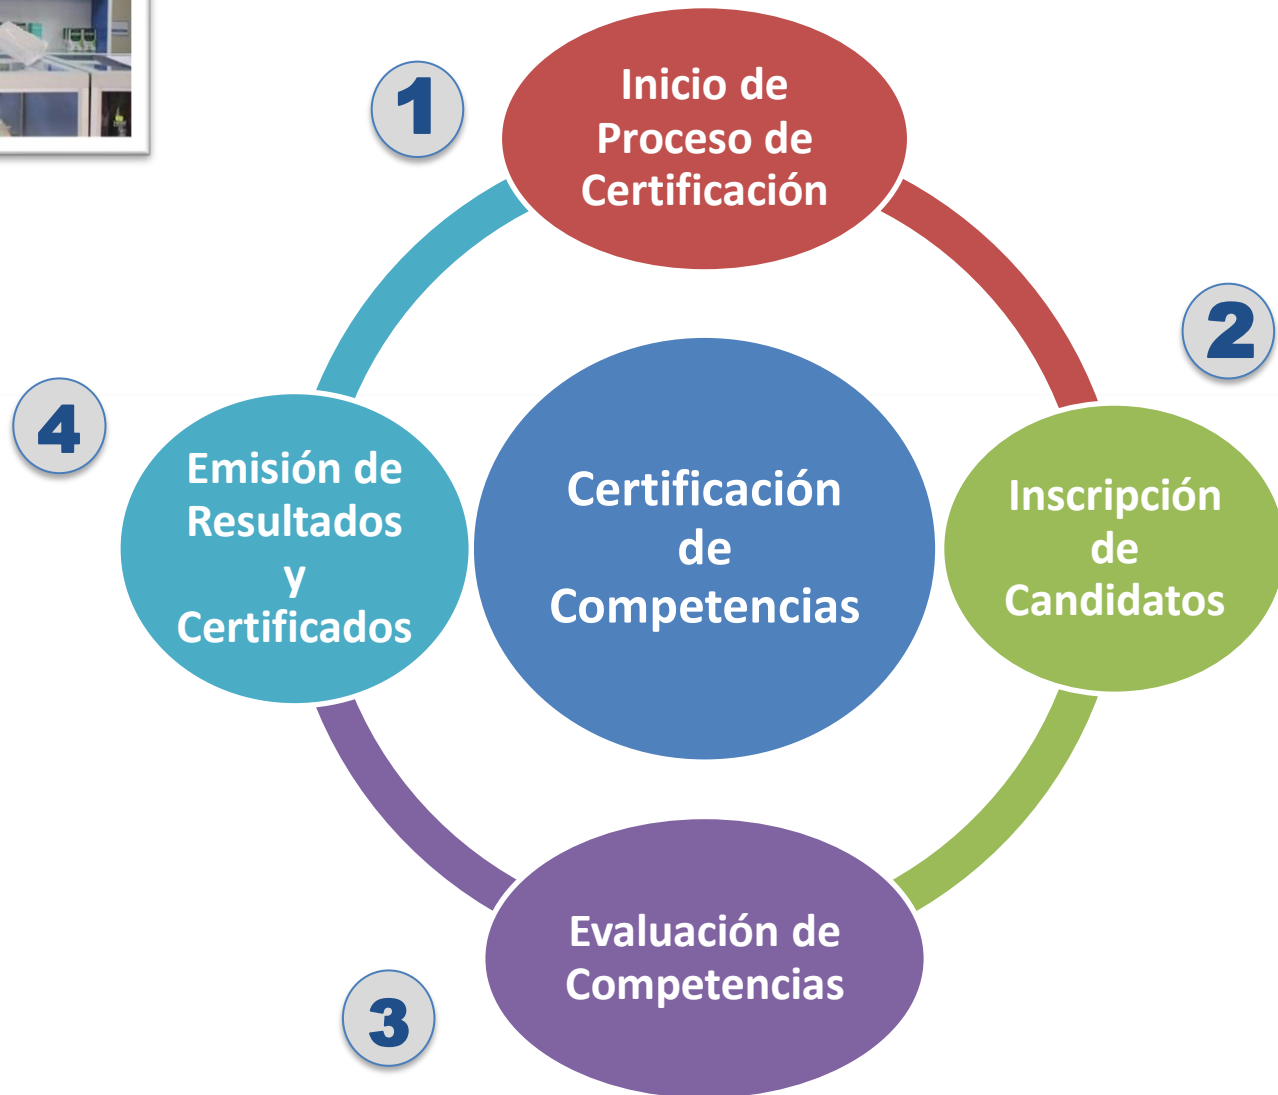 1
Inicio de
Proceso de
Certificación
2
Inscripción
de
Candidatos
Certificación
de
Competencias
4
Emisión de
Resultados
y
Certificados
3
Evaluación de
Competencias